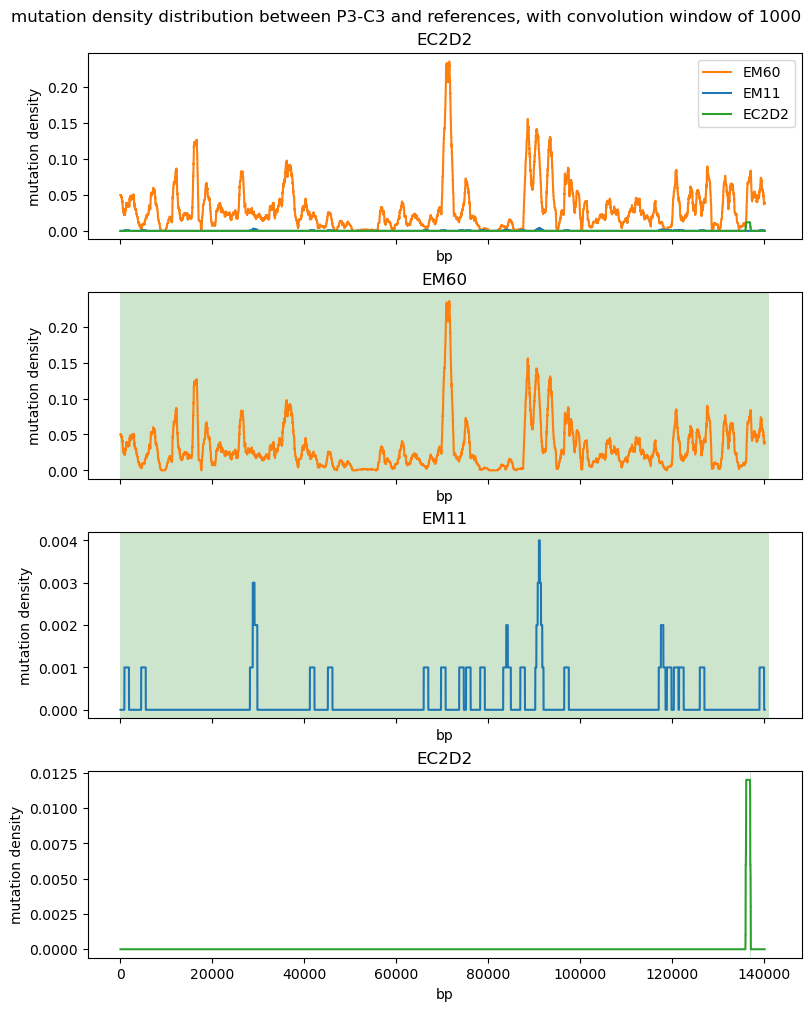 mutation density distribution between P3-C3 and references, with convolution window of 1000
EC2D2
mutation density
0.20
0.15
0.10
0.05
0.00
EM60
EM11
EC2D2
bp
EM60
mutation density
0.20
0.15
0.10
0.05
0.00
bp
EM11
mutation density
0.004
0.003
0.002
0.001
0.000
bp
EC2D2
mutation density
0.0125
0.0100
0.0075
0.0050
0.0025
0.0000
0 20000 40000 60000 80000 100000 120000 140000
bp